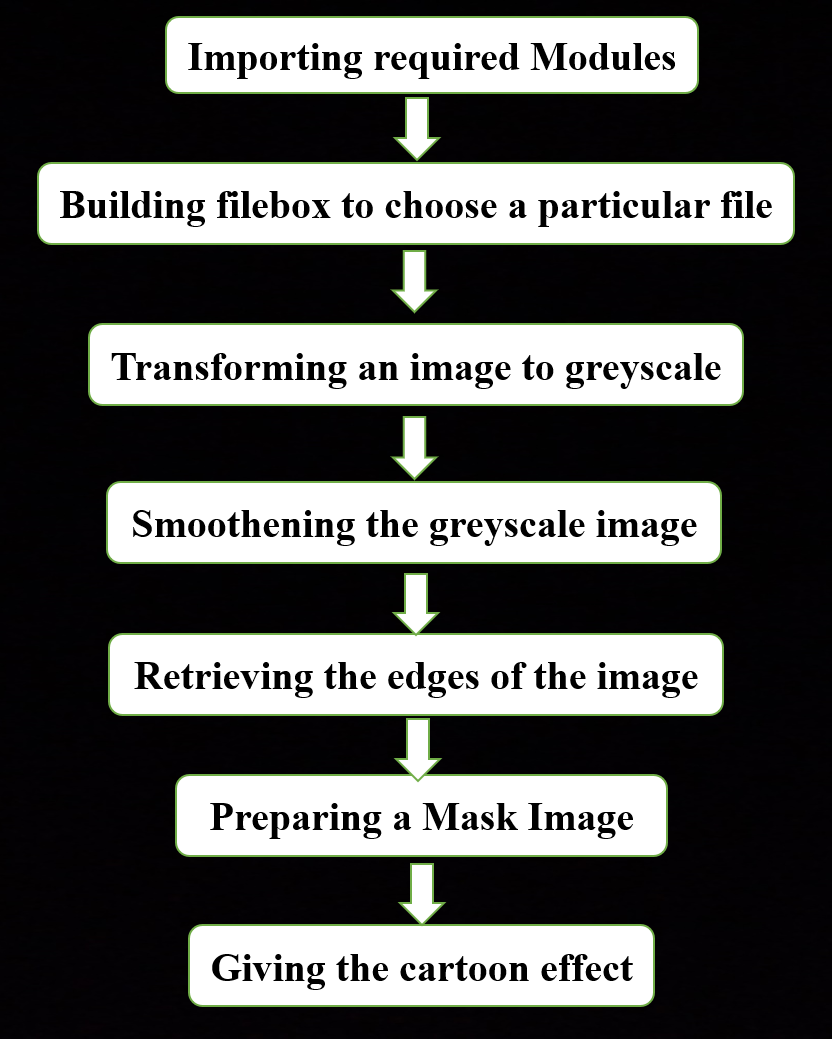 Importing required Modules
Building filebox to choose a particular file
Transforming an image to greyscale
Smoothening the greyscale image
Retrieving the edges of the image
Preparing a Mask Image
Giving the cartoon effect